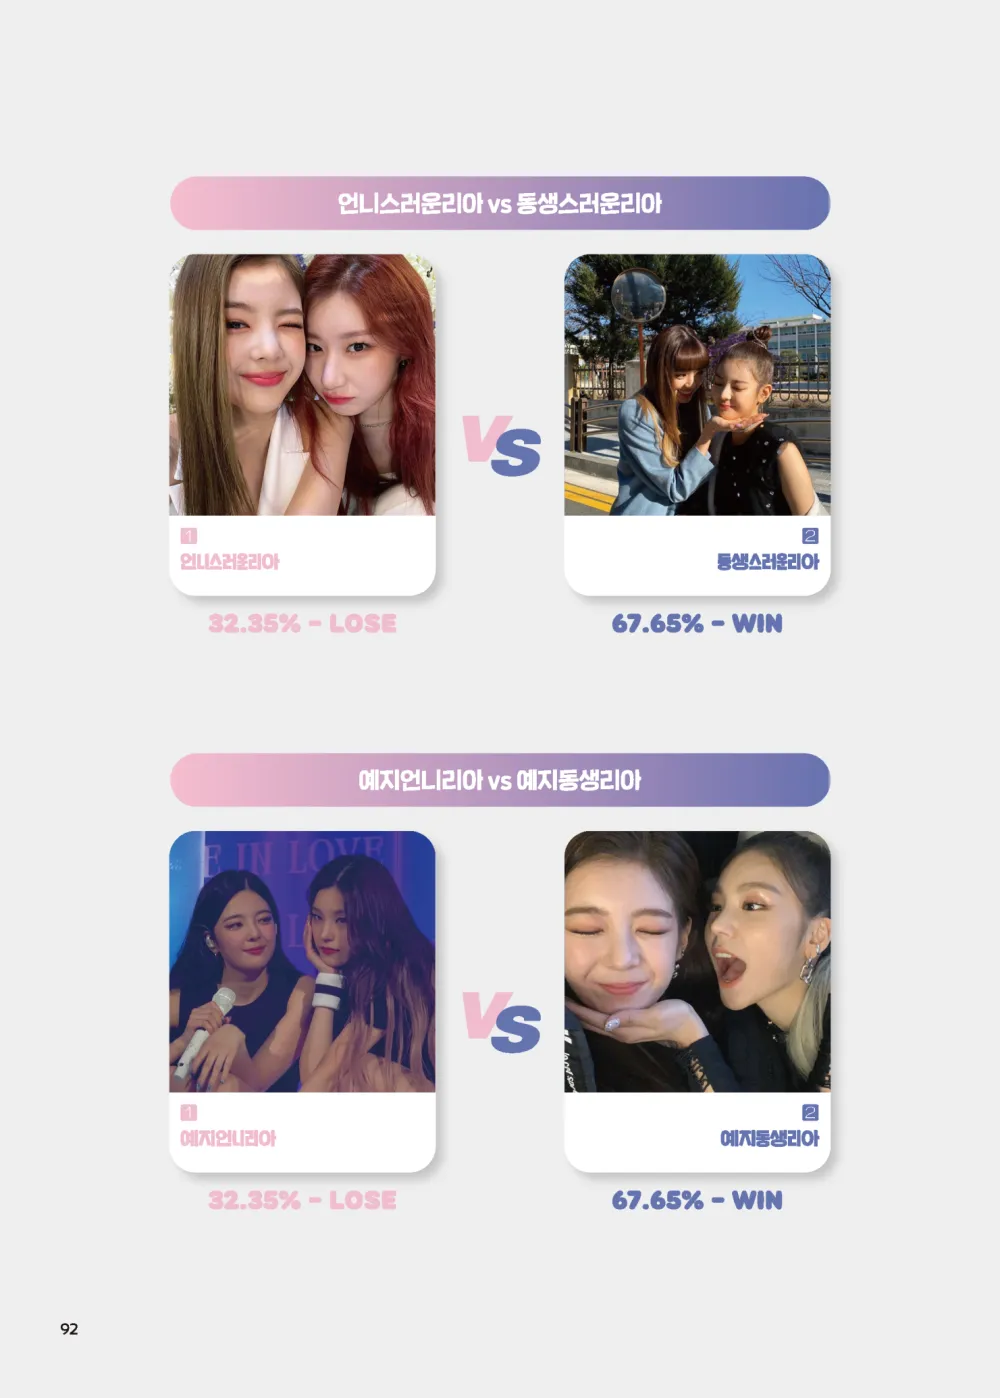 언니스러운리아 vs 동생스러운리아
VS
1
2
언니스러운리아
동생스러운리아
32.35% - LOSE
67.65% - WIN
예지언니리아 vs 예지동생리아
E IN LOVE
VS
1
2
예지언니리아
예지동생리아
32.35% - LOSE
67.65% - WIN
92